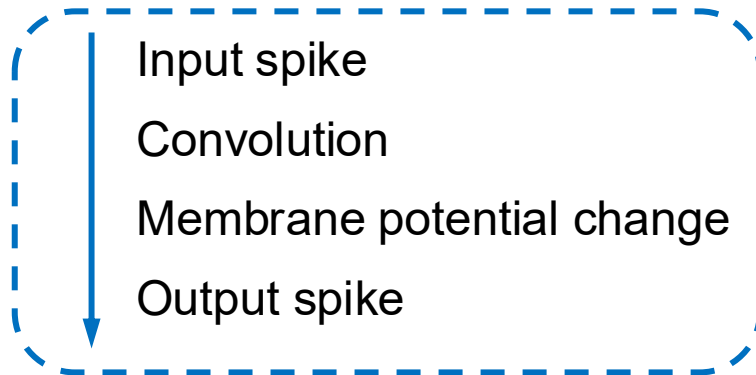 Input spike
Convolution
Membrane potential change
Output spike